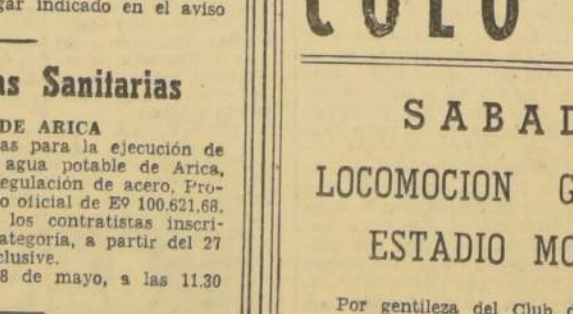 gar indicado en el aviso
as Sanitarias
DE ARICA
as para la ejecución de
agua potable de Arica,
egulación de acero, Pro-
o oficial de Eº 100.621,68.
los contratistas inscri-
ategoría, a partir del 27
clusive.
8 de mayo, a las 11.30
COLO
SABAD
LOCOMOCION G
ESTADIO MO
Por gentileza del Club d